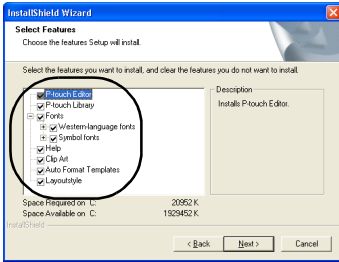 InstallShield Wizard
Select Features
Choose the features Setup will install.
Select the features you want to install, and clear the features you do not want to install.
P-touch Editor
P-touch Library
Fonts
Western-language fonts
Symbol fonts
Help
Clip Art
Auto Format Templates
Layoutstyle
Description
Installs P-touch Editor.
Space Required on C: 20952 K
Space Available on C: 1929452 K
InstallShield
< Back Next > Cancel